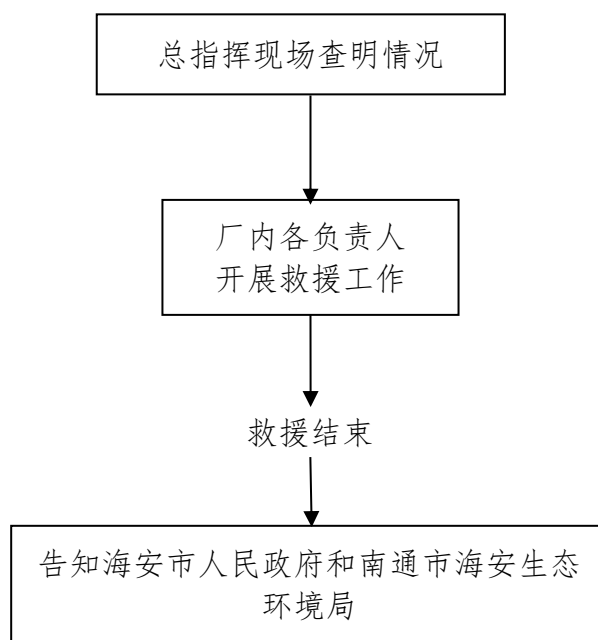 总指挥现场查明情况
厂内各负责人
开展救援工作
救援结束
告知海安市人民政府和南通市海安生态
环境局